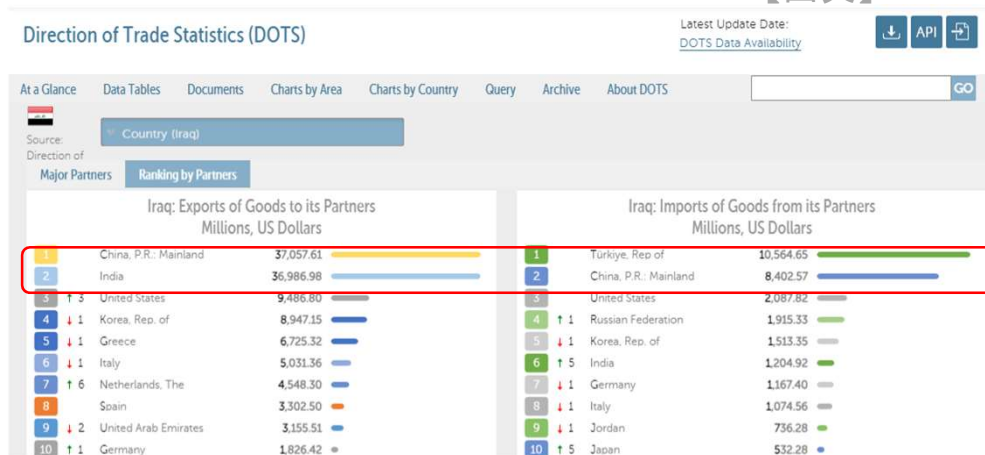 Direction of Trade Statistics (DOTS)
Latest Update Date:
DOTS Data Availability
API
At a Glance Data Tables Documents Charts by Area Charts by Country Query Archive About DOTS GO
Source:
Direction of
Country (Iraq)
Major Partners Ranking by Partners
Iraq: Exports of Goods to its Partners
Millions, US Dollars
1 China, P.R.: Mainland 37,057.61
2 India 36,986.98
3 ↑ 3 United States 9,486.80
4 ↓ 1 Korea, Rep. of 8,947.15
5 ↓ 1 Greece 6,725.32
6 ↓ 1 Italy 5,031.36
7 ↑ 6 Netherlands, The 4,548.30
8 Spain 3,302.50
9 ↓ 2 United Arab Emirates 3,155.51
10 ↑ 1 Germany 1,826.42
Iraq: Imports of Goods from its Partners
Millions, US Dollars
1 Türkiye, Rep of 10,564.65
2 China, P.R.: Mainland 8,402.57
3 United States 2,087.82
4 ↑ 1 Russian Federation 1,915.33
5 ↓ 1 Korea, Rep. of 1,513.35
6 ↑ 5 India 1,204.92
7 ↓ 1 Germany 1,167.40
8 ↓ 1 Italy 1,074.56
9 ↓ 1 Jordan 736.28
10 ↑ 5 Japan 532.28